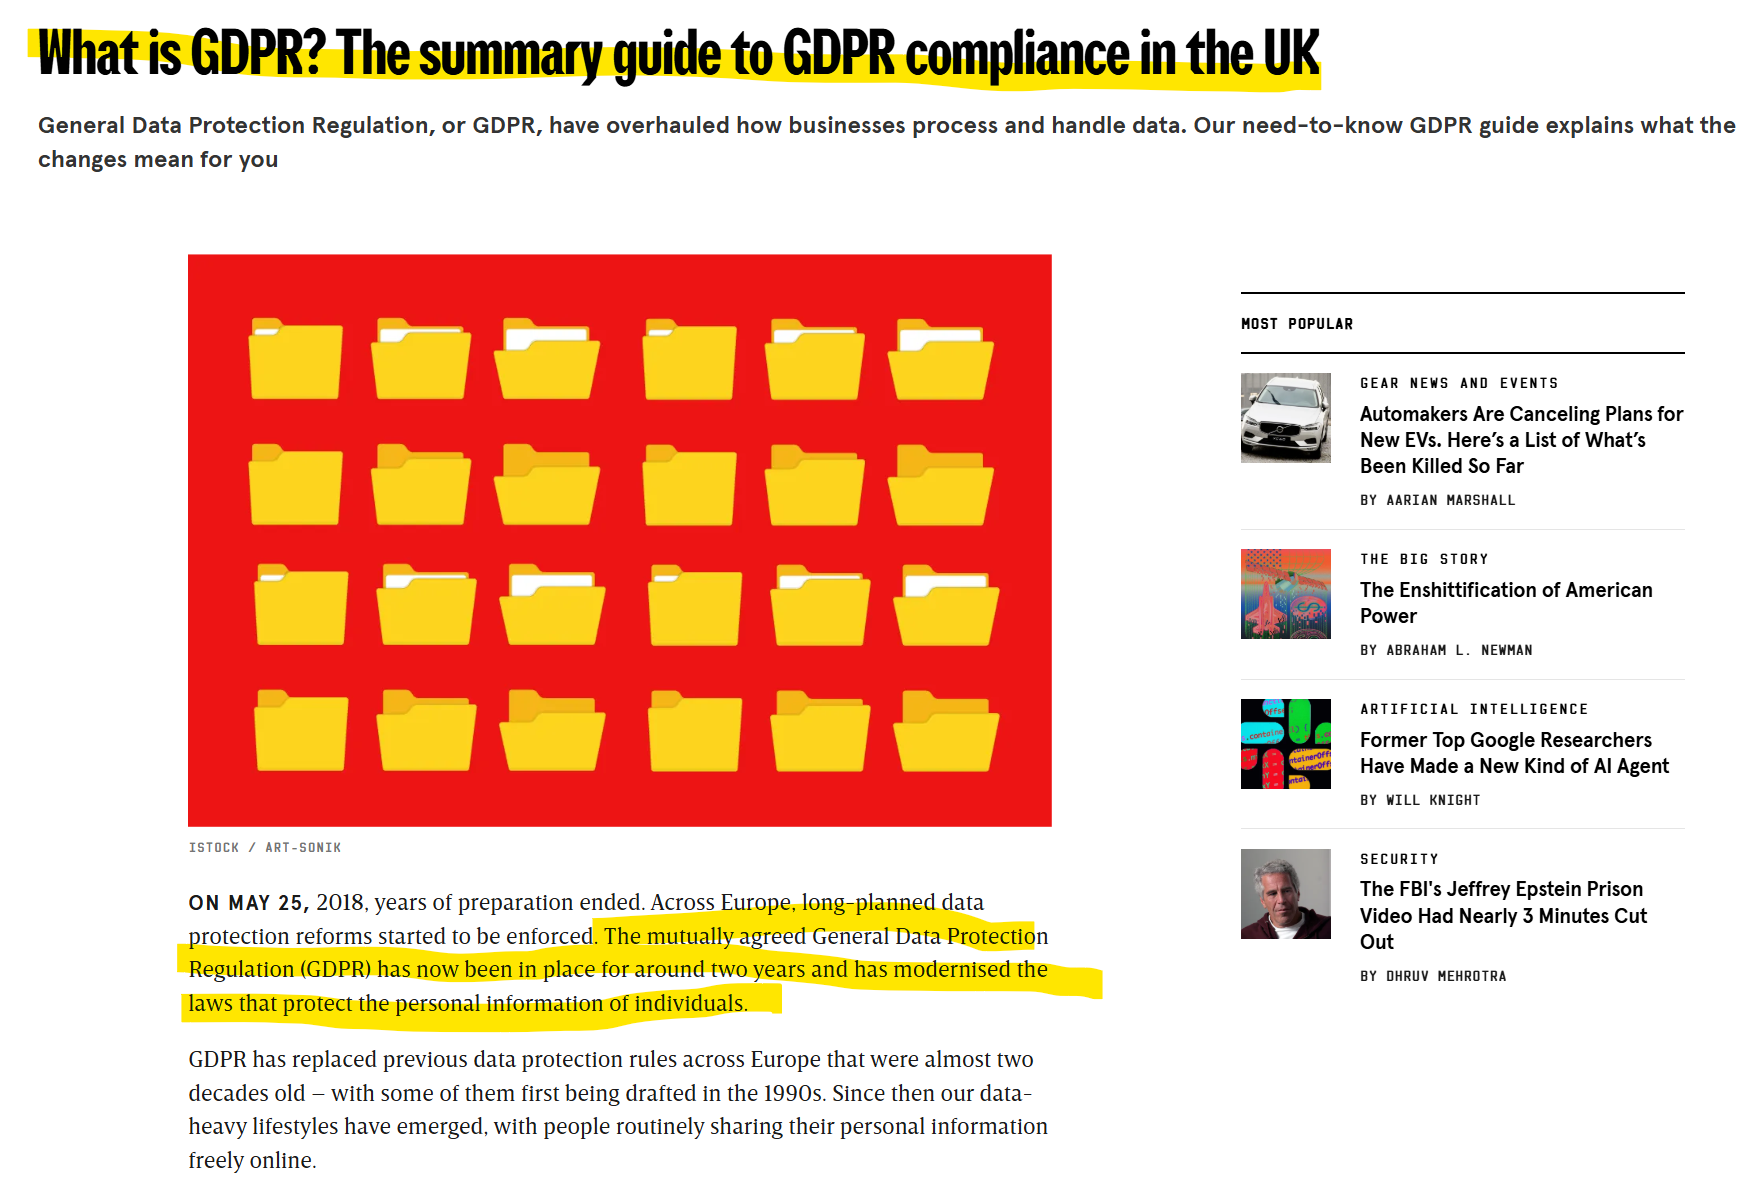 What is GDPR? The summary guide to GDPR compliance in the UK
General Data Protection Regulation, or GDPR, have overhauled how businesses process and handle data. Our need-to-know GDPR guide explains what the
changes mean for you
ISTOCK / ART-SONIK
ON MAY 25, 2018, years of preparation ended. Across Europe, long-planned data
protection reforms started to be enforced. The mutually agreed General Data Protection
Regulation (GDPR) has now been in place for around two years and has modernised the
laws that protect the personal information of individuals.
GDPR has replaced previous data protection rules across Europe that were almost two
decades old – with some of them first being drafted in the 1990s. Since then our data-
heavy lifestyles have emerged, with people routinely sharing their personal information
freely online.
MOST POPULAR
GEAR NEWS AND EVENTS
Automakers Are Canceling Plans for
New EVs. Here’s a List of What’s
Been Killed So Far
BY AARIAN MARSHALL
THE BIG STORY
The Enshittification of American
Power
BY ABRAHAM L. NEWMAN
ARTIFICIAL INTELLIGENCE
Former Top Google Researchers
Have Made a New Kind of AI Agent
BY WILL KNIGHT
SECURITY
The FBI's Jeffrey Epstein Prison
Video Had Nearly 3 Minutes Cut
Out
BY DHRUV MEHROTRA